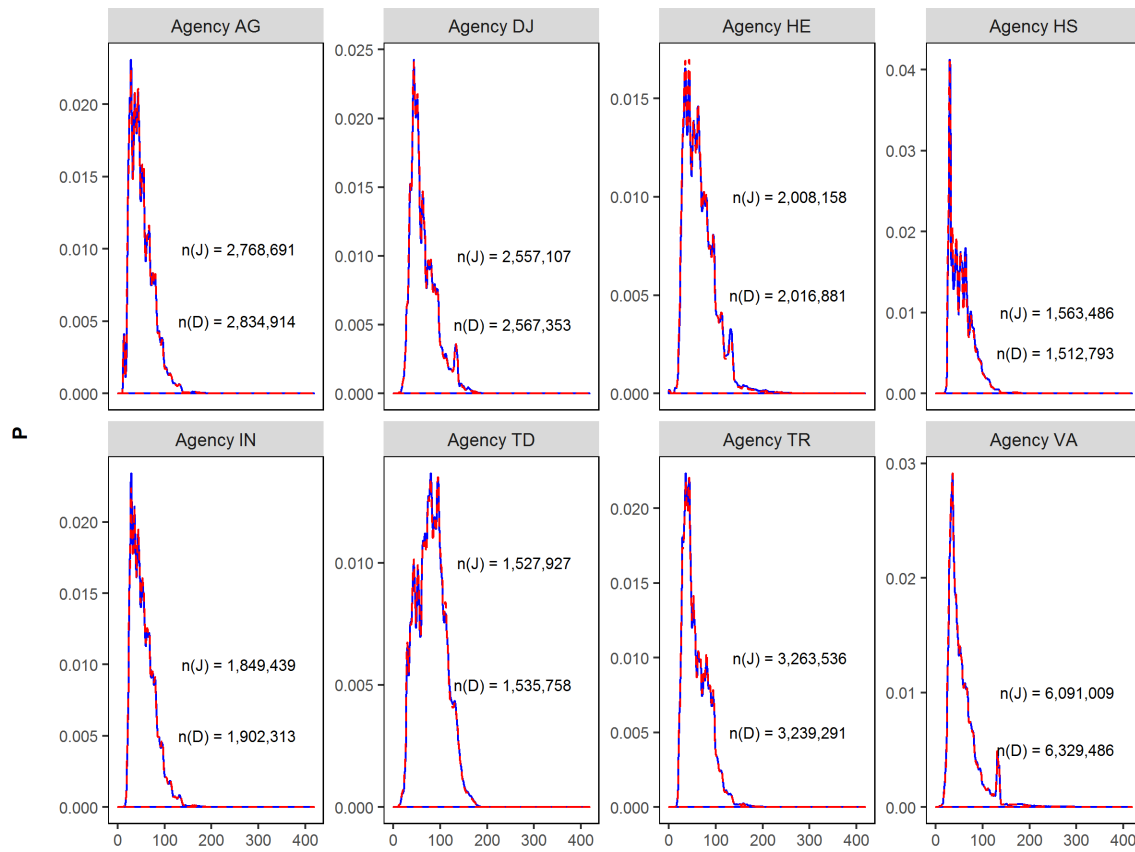 Agency AG
Agency DJ
Agency HE
Agency HS
0.020
0.015
0.010
0.005
0.000
n(J) = 2,768,691
n(D) = 2,834,914
0.025
0.020
0.015
0.010
0.005
0.000
n(J) = 2,557,107
n(D) = 2,567,353
0.015
0.010
0.005
0.000
n(J) = 2,008,158
n(D) = 2,016,881
0.04
0.03
0.02
0.01
0.00
n(J) = 1,563,486
n(D) = 1,512,793
P
Agency IN
Agency TD
Agency TR
Agency VA
0.020
0.015
0.010
0.005
0.000
n(J) = 1,849,439
n(D) = 1,902,313
0.010
0.005
0.000
n(J) = 1,527,927
n(D) = 1,535,758
0.020
0.015
0.010
0.005
0.000
n(J) = 3,263,536
n(D) = 3,239,291
0.03
0.02
0.01
0.00
n(J) = 6,091,009
n(D) = 6,329,486
0 100 200 300 400
0 100 200 300 400
0 100 200 300 400
0 100 200 300 400